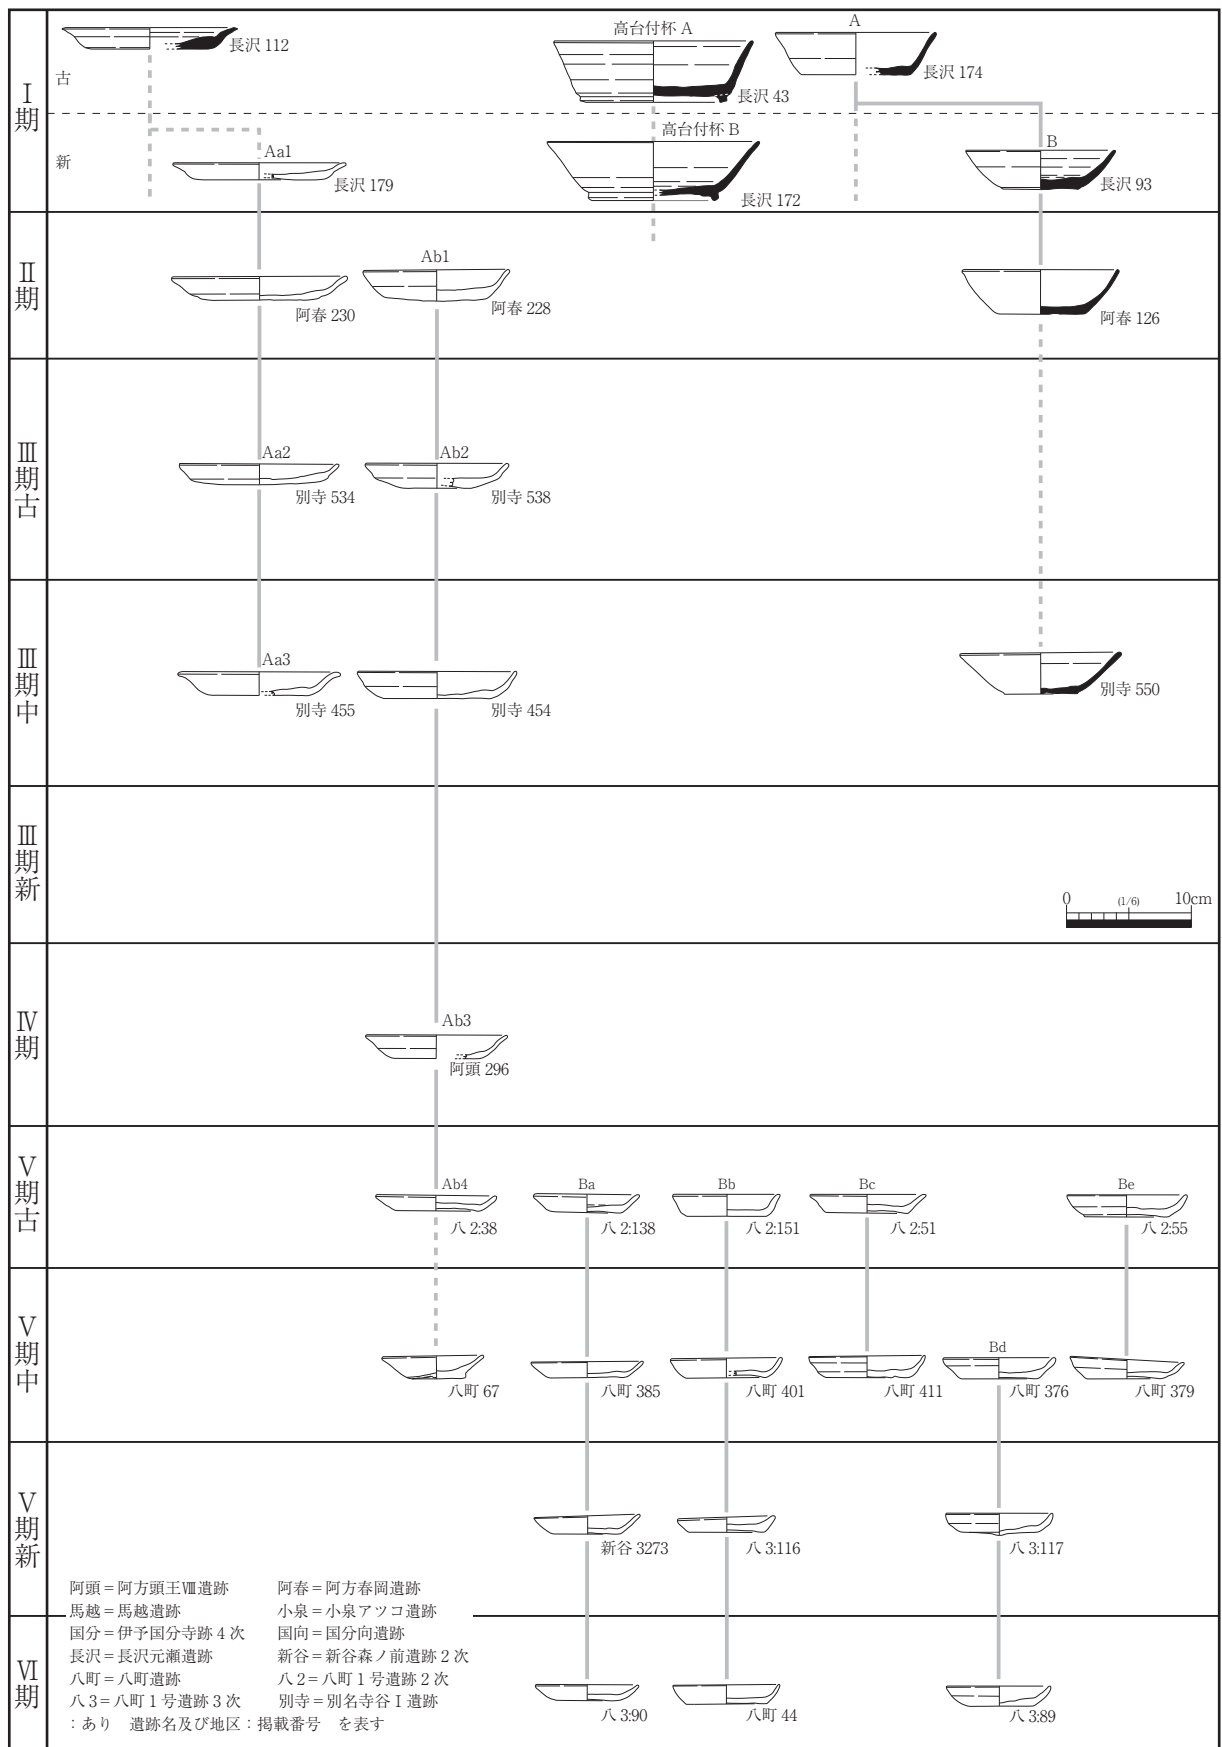 Ⅰ期
古
長沢 112
高台付杯 A
長沢 43
A
長沢 174
新
Aa1
長沢 179
高台付杯 B
長沢 172
B
長沢 93
Ⅱ期
阿春 230
Ab1
阿春 228
阿春 126
Ⅲ期古
Aa2
別寺 534
Ab2
別寺 538
Ⅲ期中
Aa3
別寺 455
別寺 454
別寺 550
Ⅲ期新
0 (1/6) 10cm
Ⅳ期
Ab3
阿頭 296
Ⅴ期古
Ab4
八 2:38
Ba
八 2:138
Bb
八 2:151
Bc
八 2:51
Be
八 2:55
Ⅴ期中
八町 67
八町 385
八町 401
八町 411
Bd
八町 376
八町 379
Ⅴ期新
新谷 3273
八 3:116
八 3:117
Ⅵ期
八 3:90
八町 44
八 3:89
阿頭＝阿方頭王Ⅷ遺跡 阿春＝阿方春岡遺跡
馬越＝馬越遺跡 小泉＝小泉アツコ遺跡
国分＝伊予国分寺跡 4 次 国向＝国分向遺跡
長沢＝長沢元瀬遺跡 新谷＝新谷森ノ前遺跡 2 次
八町＝八町遺跡 八 2＝八町 1 号遺跡 2 次
八 3＝八町 1 号遺跡 3 次 別寺＝別名寺谷Ⅰ遺跡
：あり 遺跡名及び地区：掲載番号 を表す